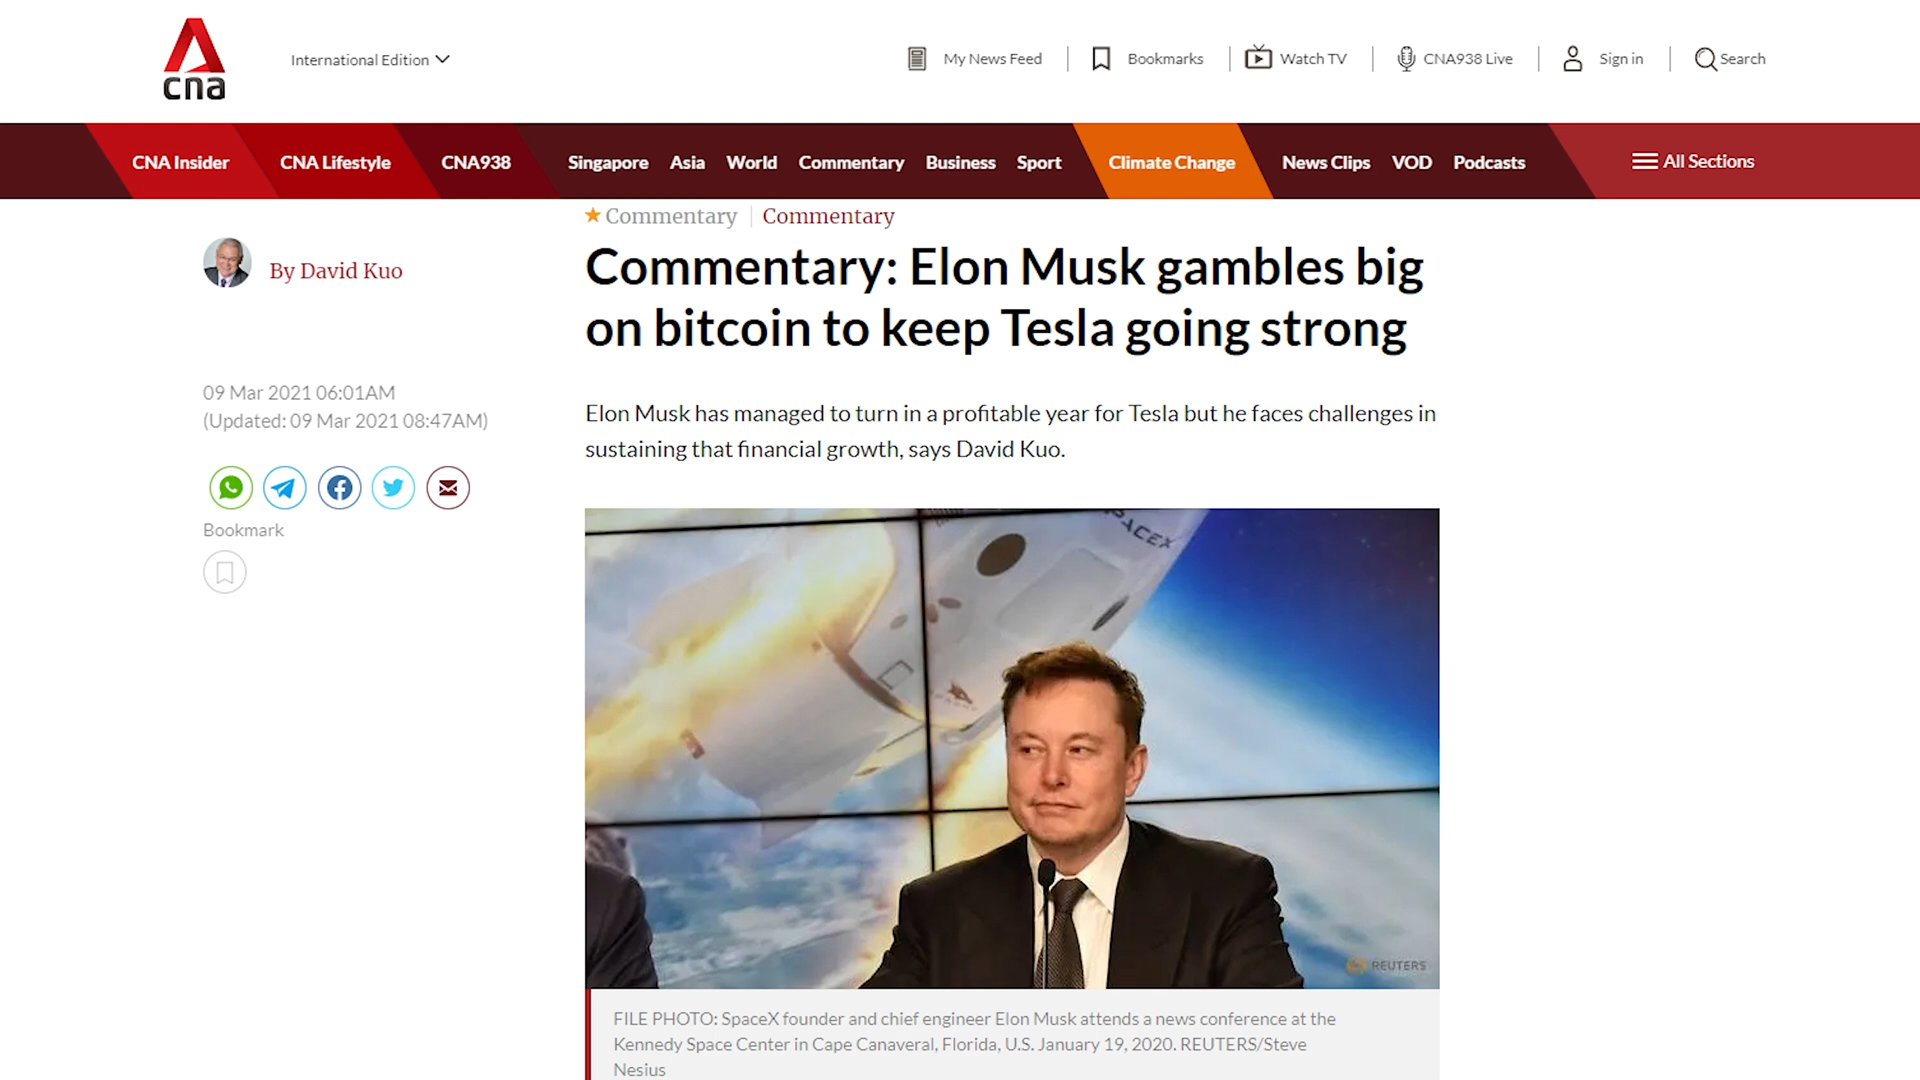 cna
International Edition
My News Feed
Bookmarks
Watch TV
CNA938 Live
Sign in
Search
CNA Insider
CNA Lifestyle
CNA938
Singapore
Asia
World
Commentary
Business
Sport
Climate Change
News Clips
VOD
Podcasts
All Sections
By David Kuo
09 Mar 2021 06:01AM
(Updated: 09 Mar 2021 08:47AM)
Bookmark
Commentary | Commentary
Commentary: Elon Musk gambles big
on bitcoin to keep Tesla going strong
Elon Musk has managed to turn in a profitable year for Tesla but he faces challenges in
sustaining that financial growth, says David Kuo.
SPACEX
REUTERS
FILE PHOTO: SpaceX founder and chief engineer Elon Musk attends a news conference at the
Kennedy Space Center in Cape Canaveral, Florida, U.S. January 19, 2020. REUTERS/Steve
Nesius